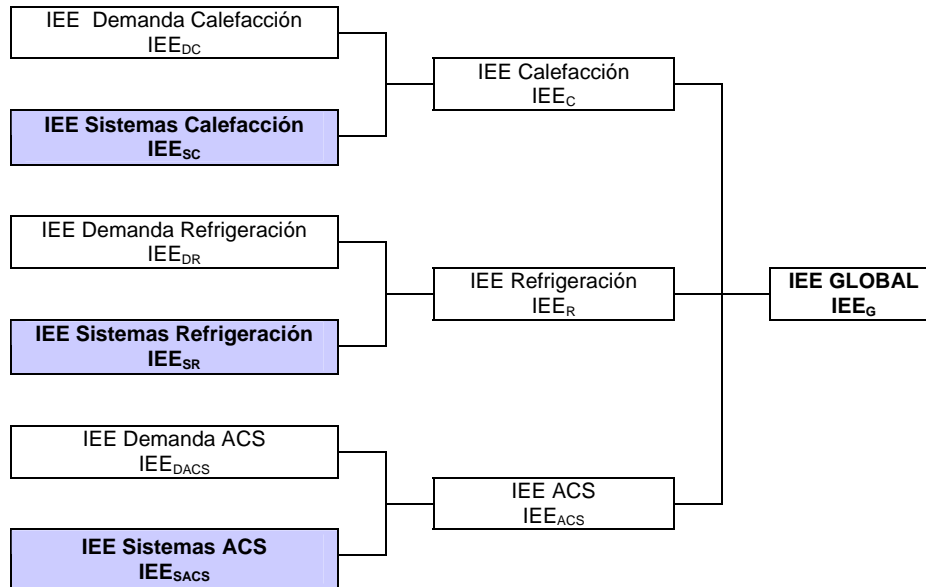 IEE Demanda Calefacción
IEE_DC
IEE Sistemas Calefacción
IEE_SC
IEE Demanda Refrigeración
IEE_DR
IEE Sistemas Refrigeración
IEE_SR
IEE Demanda ACS
IEE_DACS
IEE Sistemas ACS
IEE_SACS
IEE Calefacción
IEE_C
IEE Refrigeración
IEE_R
IEE ACS
IEE_ACS
IEE GLOBAL
IEE_G